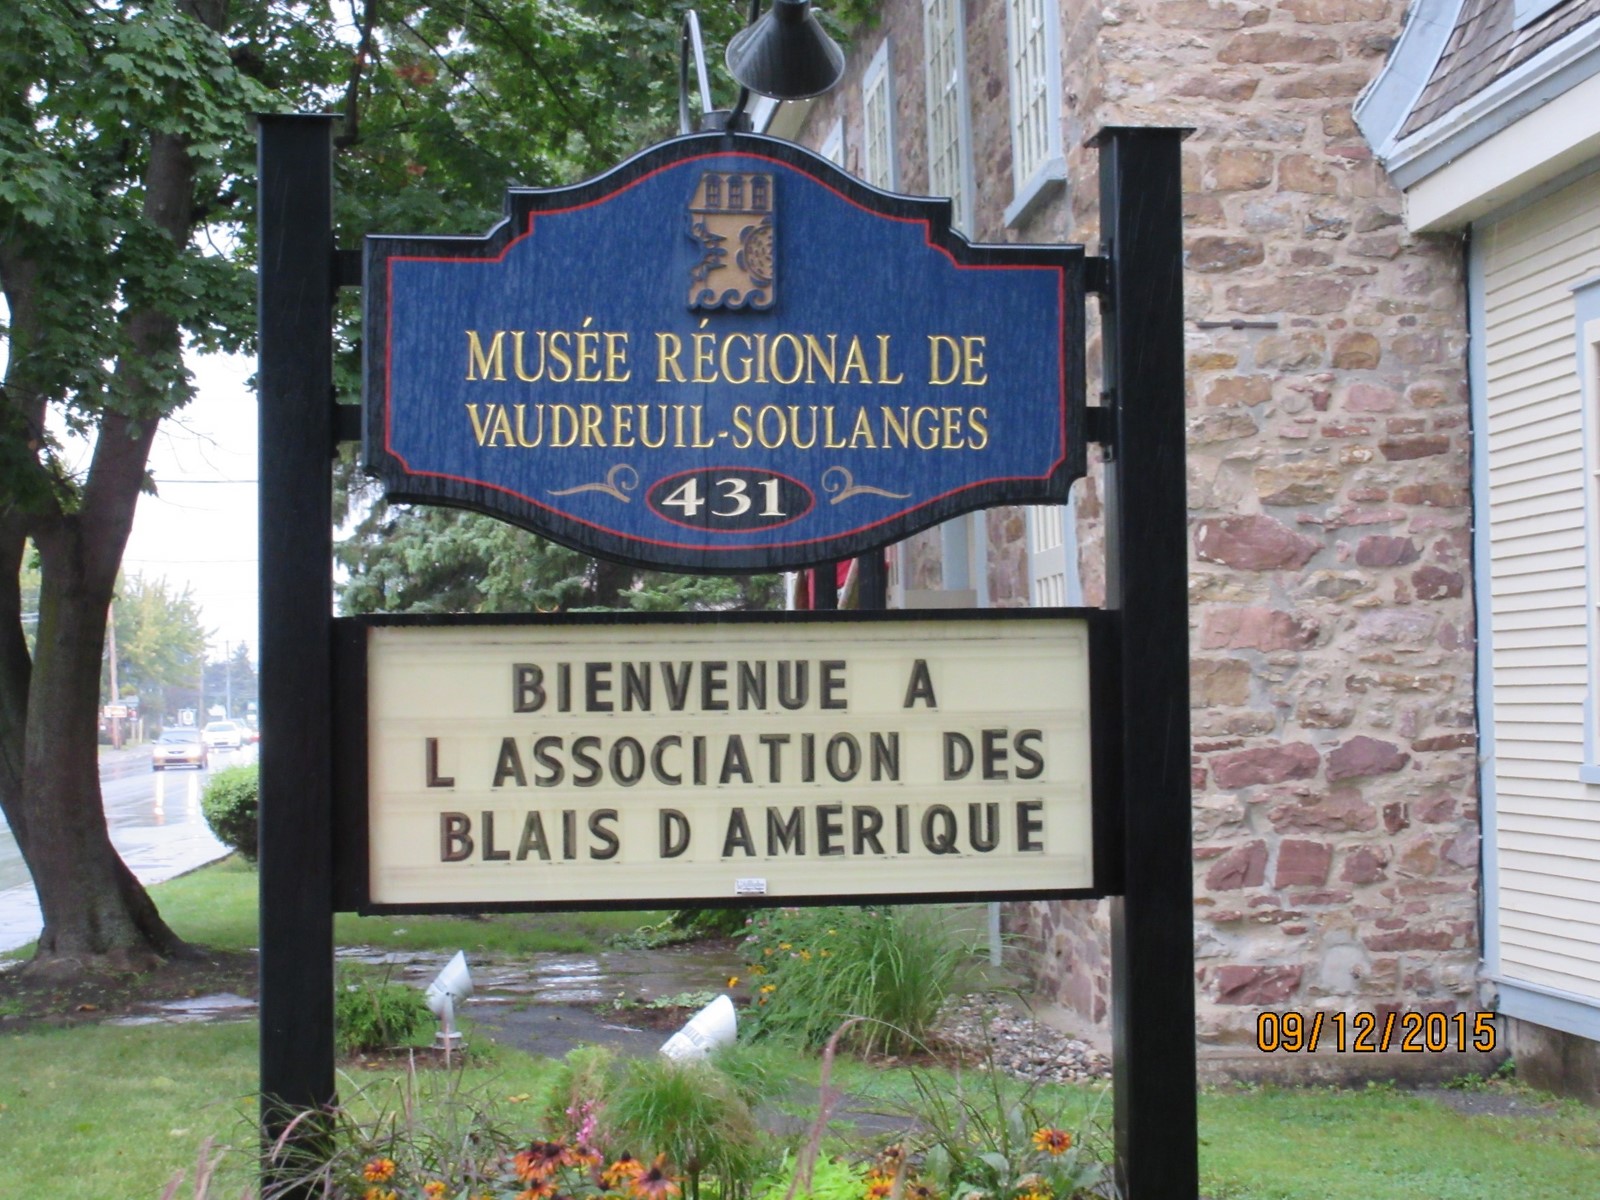 MUSÉE RÉGIONAL DE
VAUDREUIL-SOULANGES
431
BIENVENUE A
L ASSOCIATION DES
BLAIS D AMERIQUE
09/12/2015